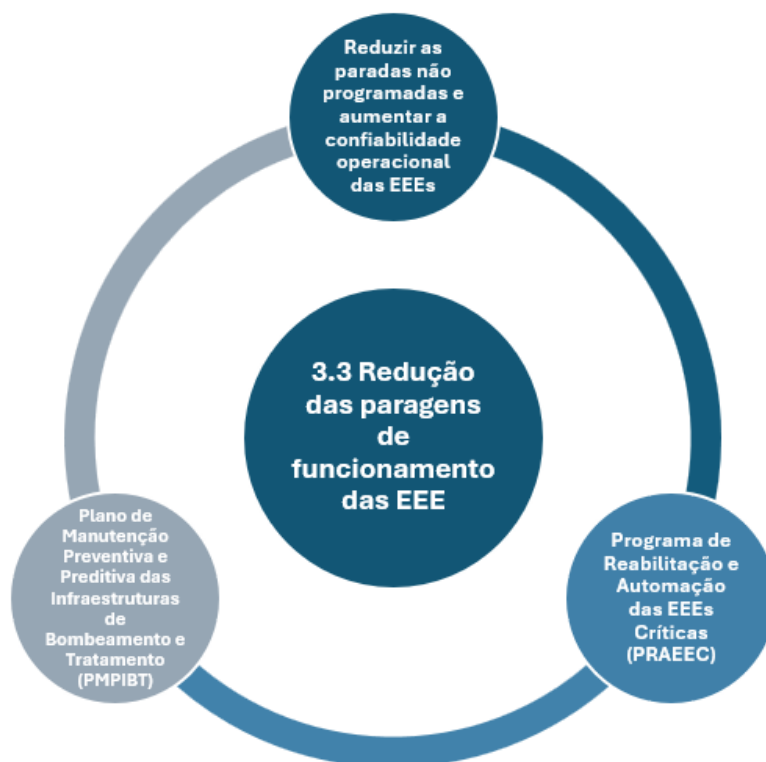 Reduzir as
paradas não
programadas e
aumentar a
confiabilidade
operacional
das EEEs
3.3 Redução
das paragens
de
funcionamento
das EEE
Plano de
Manutenção
Preventiva e
Preditiva das
Infraestruturas
de
Bombeamento e
Tratamento
(PMPIBT)
Programa de
Reabilitação e
Automação
das EEEs
Críticas
(PRAEEC)